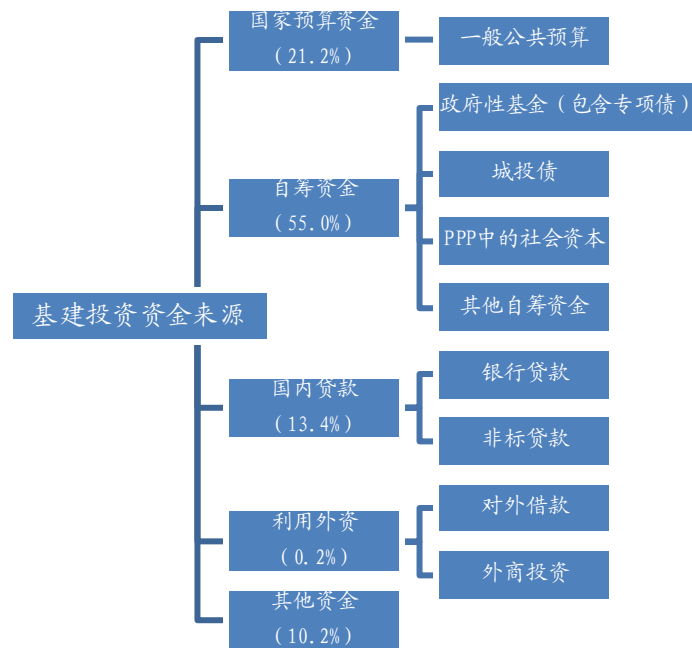 国家预算资金
(21.2%)
一般公共预算
政府性基金（包含专项债）
城投债
自筹资金
(55.0%)
PPP中的社会资本
其他自筹资金
基建投资资金来源
国内贷款
(13.4%)
银行贷款
非标贷款
利用外资
(0.2%)
对外借款
外商投资
其他资金
(10.2%)